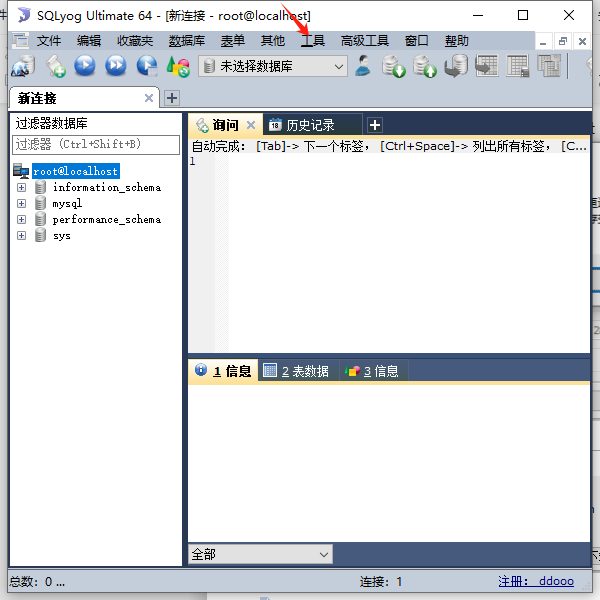 SQLyog Ultimate 64 - [新连接 - root@localhost]
文件 编辑 收藏夹 数据库 表单 其他 工具 高级工具 窗口 帮助
未选择数据库
新连接
过滤器数据库
过滤器 (Ctrl+Shift+B)
root@localhost
information_schema
mysql
performance_schema
sys
询问 历史记录
自动完成: [Tab]-> 下一个标签, [Ctrl+Space]-> 列出所有标签, [C...
1
1 信息 2 表数据 3 信息
全部
总数: 0 ... 连接: 1 注册: ddooo